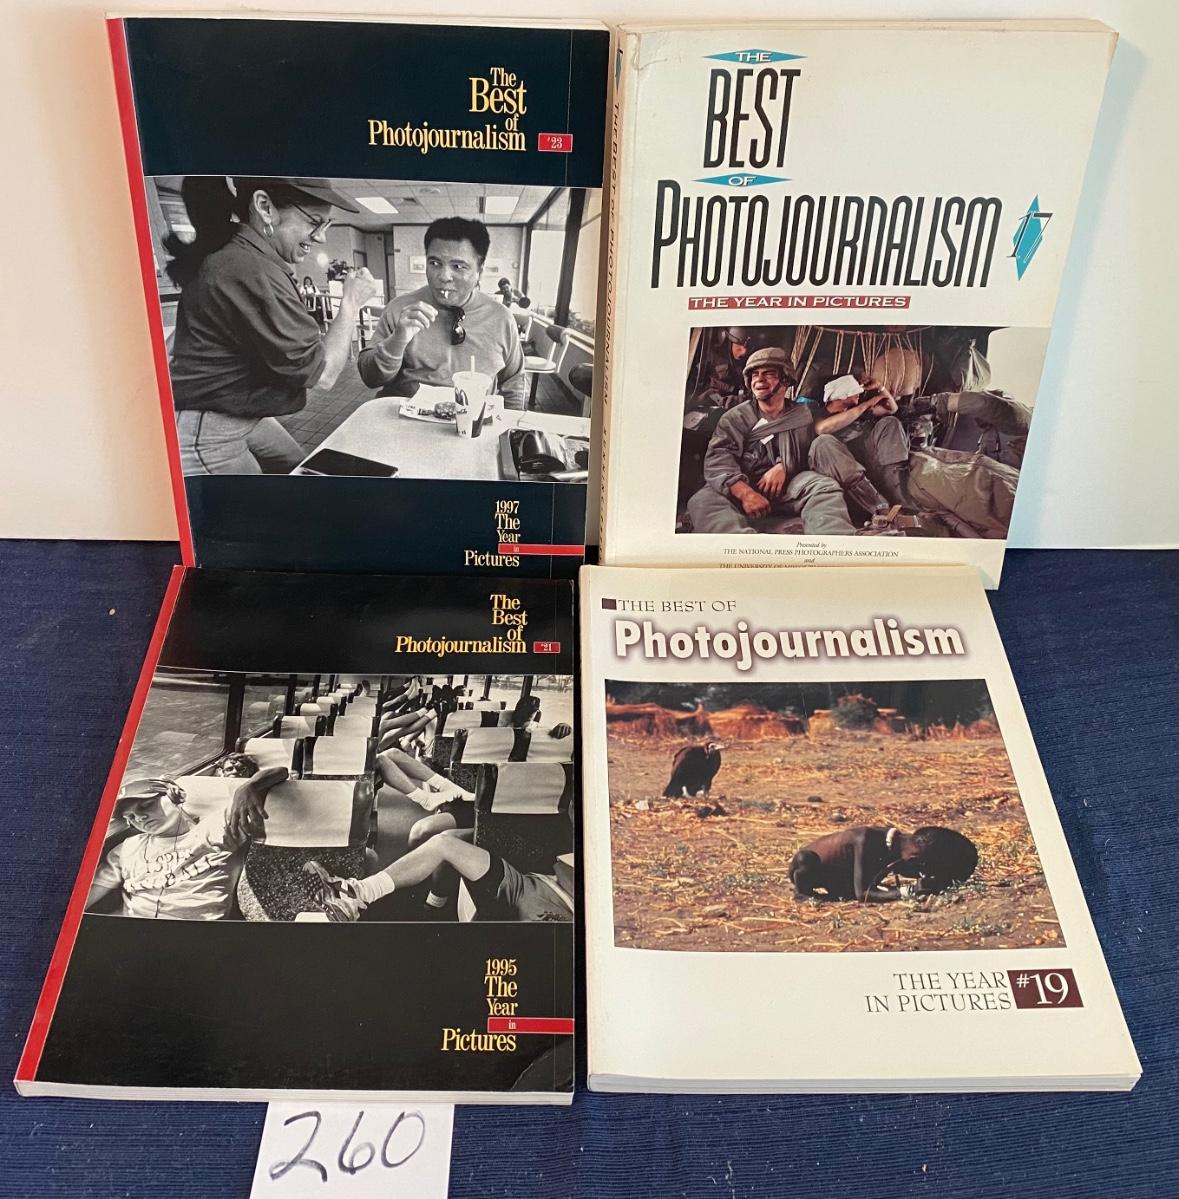 The
Best
of
Photojournalism '23
1997
The
Year
in
Pictures
THE BEST OF PHOTOJOURNALISM
THE
BEST
OF
PHOTOJOURNALISM 17
THE YEAR IN PICTURES
Presented by
THE NATIONAL PRESS PHOTOGRAPHERS ASSOCIATION
and
The
Best
of
Photojournalism '21
1995
The
Year
in
Pictures
THE BEST OF
Photojournalism
THE YEAR
IN PICTURES #19
260